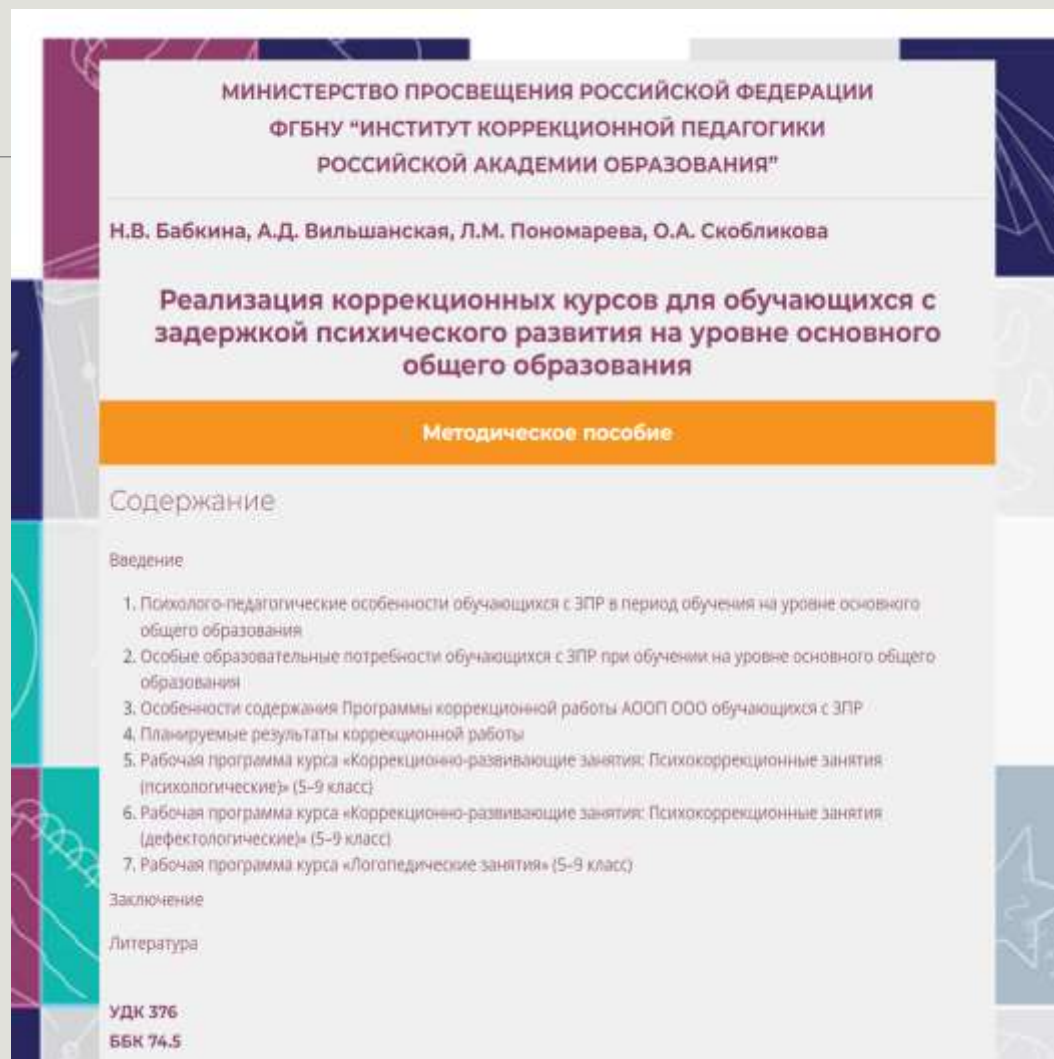 МИНИСТЕРСТВО ПРОСВЕЩЕНИЯ РОССИЙСКОЙ ФЕДЕРАЦИИ
ФГБНУ “ИНСТИТУТ КОРРЕКЦИОННОЙ ПЕДАГОГИКИ
РОССИЙСКОЙ АКАДЕМИИ ОБРАЗОВАНИЯ”
Н.В. Бабкина, А.Д. Вильшанская, Л.М. Пономарева, О.А. Скобликова
Реализация коррекционных курсов для обучающихся с
задержкой психического развития на уровне основного
общего образования
Методическое пособие
Содержание
Введение
1. Психолого-педагогические особенности обучающихся с ЗПР в период обучения на уровне основного
общего образования
2. Особые образовательные потребности обучающихся с ЗПР при обучении на уровне основного общего
образования
3. Особенности содержания Программы коррекционной работы АООП ООО обучающихся с ЗПР
4. Планируемые результаты коррекционной работы
5. Рабочая программа курса «Коррекционно-развивающие занятия: Психокоррекционные занятия
(психологические)» (5–9 класс)
6. Рабочая программа курса «Коррекционно-развивающие занятия: Психокоррекционные занятия
(дефектологические)» (5–9 класс)
7. Рабочая программа курса «Логопедические занятия» (5–9 класс)
Заключение
Литература
УДК 376
ББК 74.5